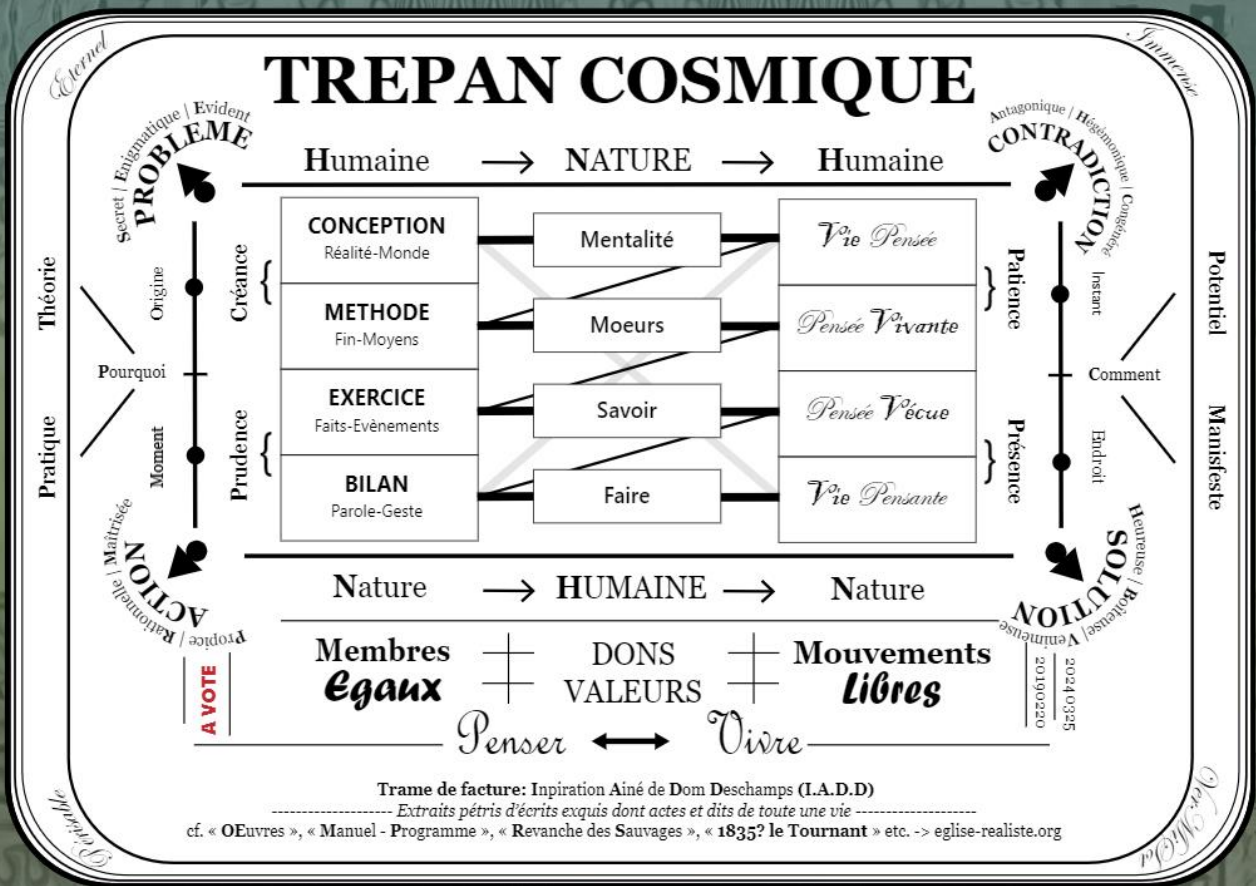 Eternel
Immense
TREPAN COSMIQUE
Secret | Enigmatique | Evident
PROBLEME
Antagonique | Hégémonique | Congénéré
CONTRADICTION
Humaine → NATURE → Humaine
Théorie
Pratique
Pourquoi
Origine
Moment
Créance
Prudence
CONCEPTION
Réalité-Monde
METHODE
Fin-Moyens
EXERCICE
Faits-Evènements
BILAN
Parole-Geste
Mentalité
Moeurs
Savoir
Faire
Vie Pensée
Pensée Vivante
Pensée Vécue
Vie Pensante
Patience
Présence
Instant
Endroit
Comment
Potentiel
Manisfeste
Propice | Rationnelle | Maîtrisée
ACTION
Heureuse | Boiteuse | Venimeuse
SOLUTION
Nature → HUMAINE → Nature
Membres
Egaux
DONS
VALEURS
Mouvements
Libres
A VOTE
20240325
20190220
Penser ↔ Vivre
Trame de facture: Inpiration Ainé de Dom Deschamps (I.A.D.D)
-------------------- Extraits pétris d’écrits exquis dont actes et dits de toute une vie --------------------
cf. « OEuvres », « Manuel - Programme », « Revanche des Sauvages », « 1835? le Tournant » etc. -> eglise-realiste.org
Périssable